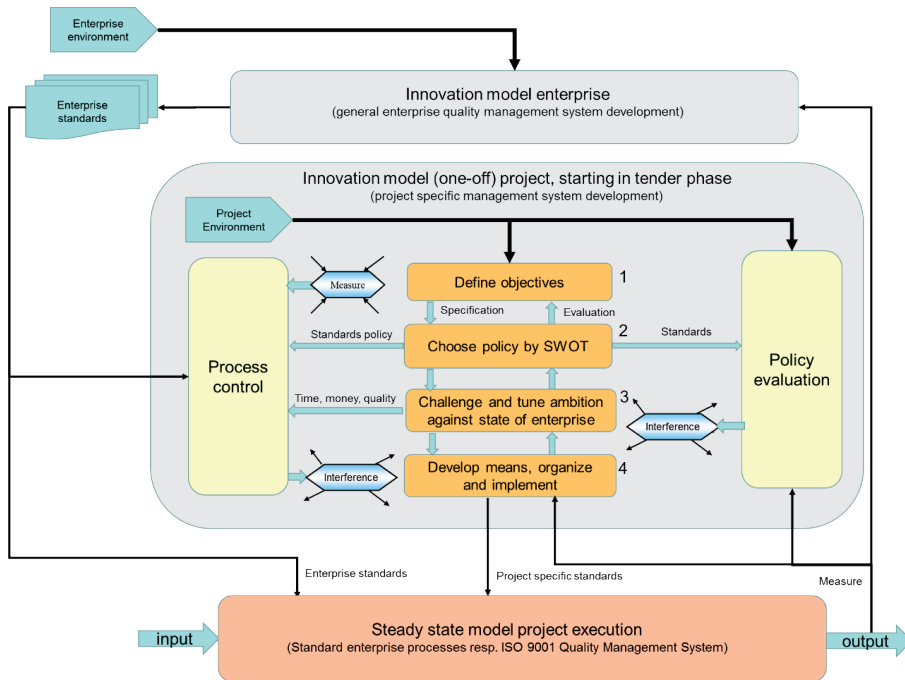 Enterprise
environment
Innovation model enterprise
(general enterprise quality management system development)
Enterprise
standards
Innovation model (one-off) project, starting in tender phase
(project specific management system development)
Project
Environment
Measure
Define objectives
1
Specification
Evaluation
Standards policy
Choose policy by SWOT
2
Standards
Process
control
Policy
evaluation
Time, money, quality
Challenge and tune ambition
against state of enterprise
3
Interference
Interference
Develop means, organize
and implement
4
Enterprise standards
Project specific standards
Measure
input
Steady state model project execution
(Standard enterprise processes resp. ISO 9001 Quality Management System)
output